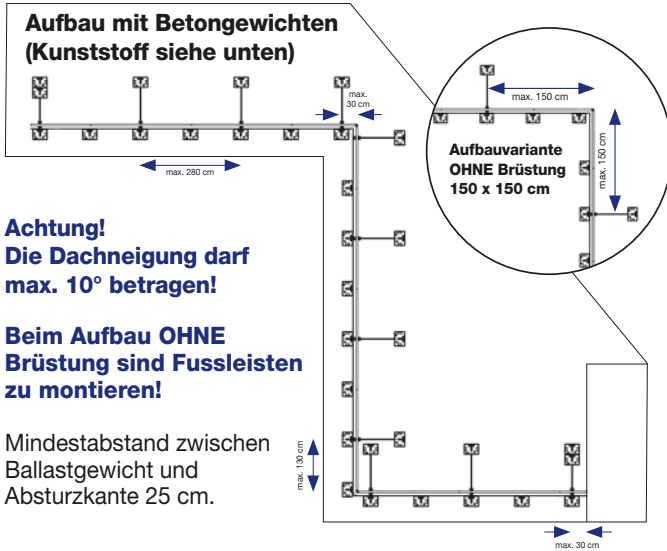 Aufbau mit Betongewichten
(Kunststoff siehe unten)
max.
30 cm
max. 150 cm
max. 150 cm
Aufbauvariante
OHNE Brüstung
150 x 150 cm
max. 280 cm
Achtung!
Die Dachneigung darf
max. 10° betragen!
Beim Aufbau OHNE
Brüstung sind Fussleisten
zu montieren!
Mindestabstand zwischen
Ballastgewicht und
Absturzkante 25 cm.
max. 130 cm
max. 30 cm